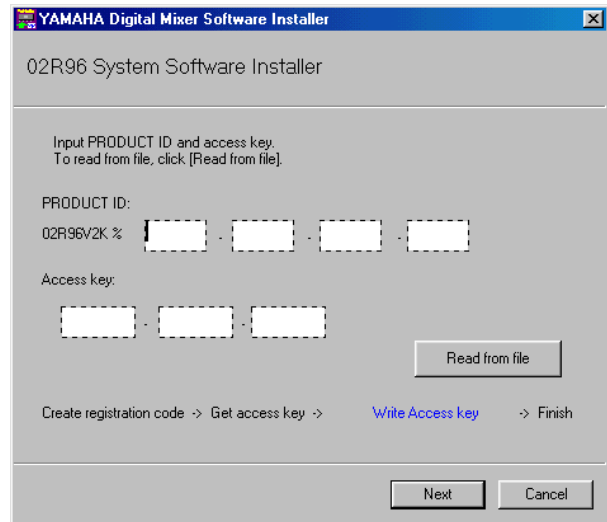 YAMAHA Digital Mixer Software Installer
02R96 System Software Installer
Input PRODUCT ID and access key.
To read from file, click [Read from file].
PRODUCT ID:
02R96V2K % - - -
Access key:
- -
Read from file
Create registration code -> Get access key -> Write Access key -> Finish
Next Cancel